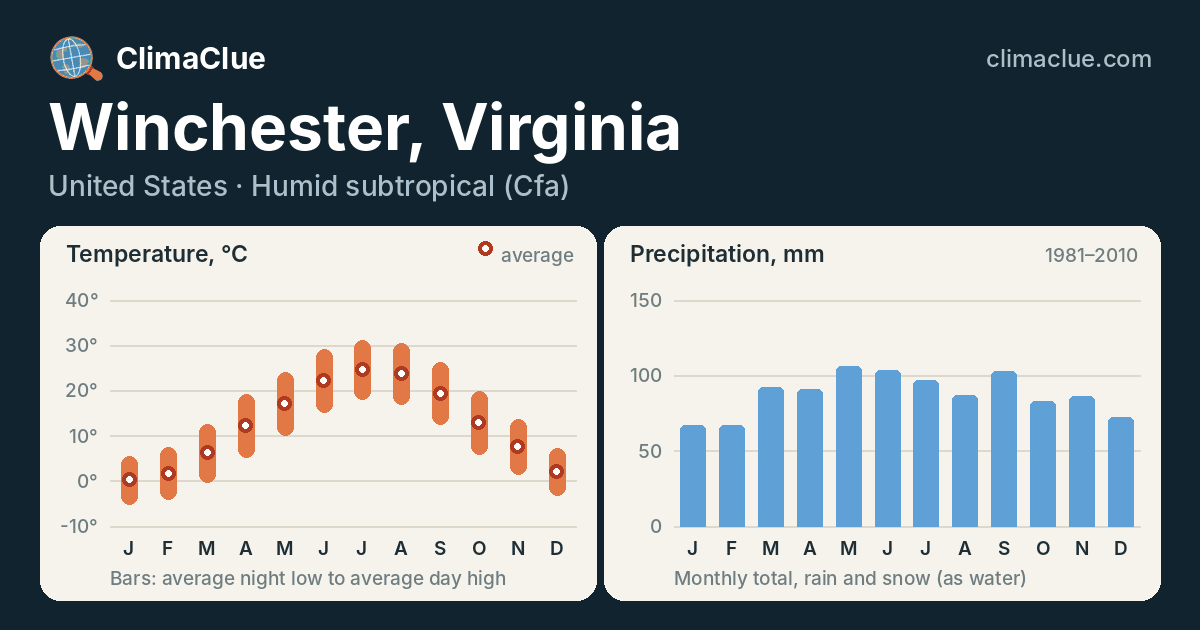 ClimaClue
climaclue.com
Winchester, Virginia
United States · Humid subtropical (Cfa)
Temperature, °C
average
40°
30°
20°
10°
0°
-10°
J F M A M J J A S O N D
Bars: average night low to average day high
Precipitation, mm
1981–2010
150
100
50
0
J F M A M J J A S O N D
Monthly total, rain and snow (as water)